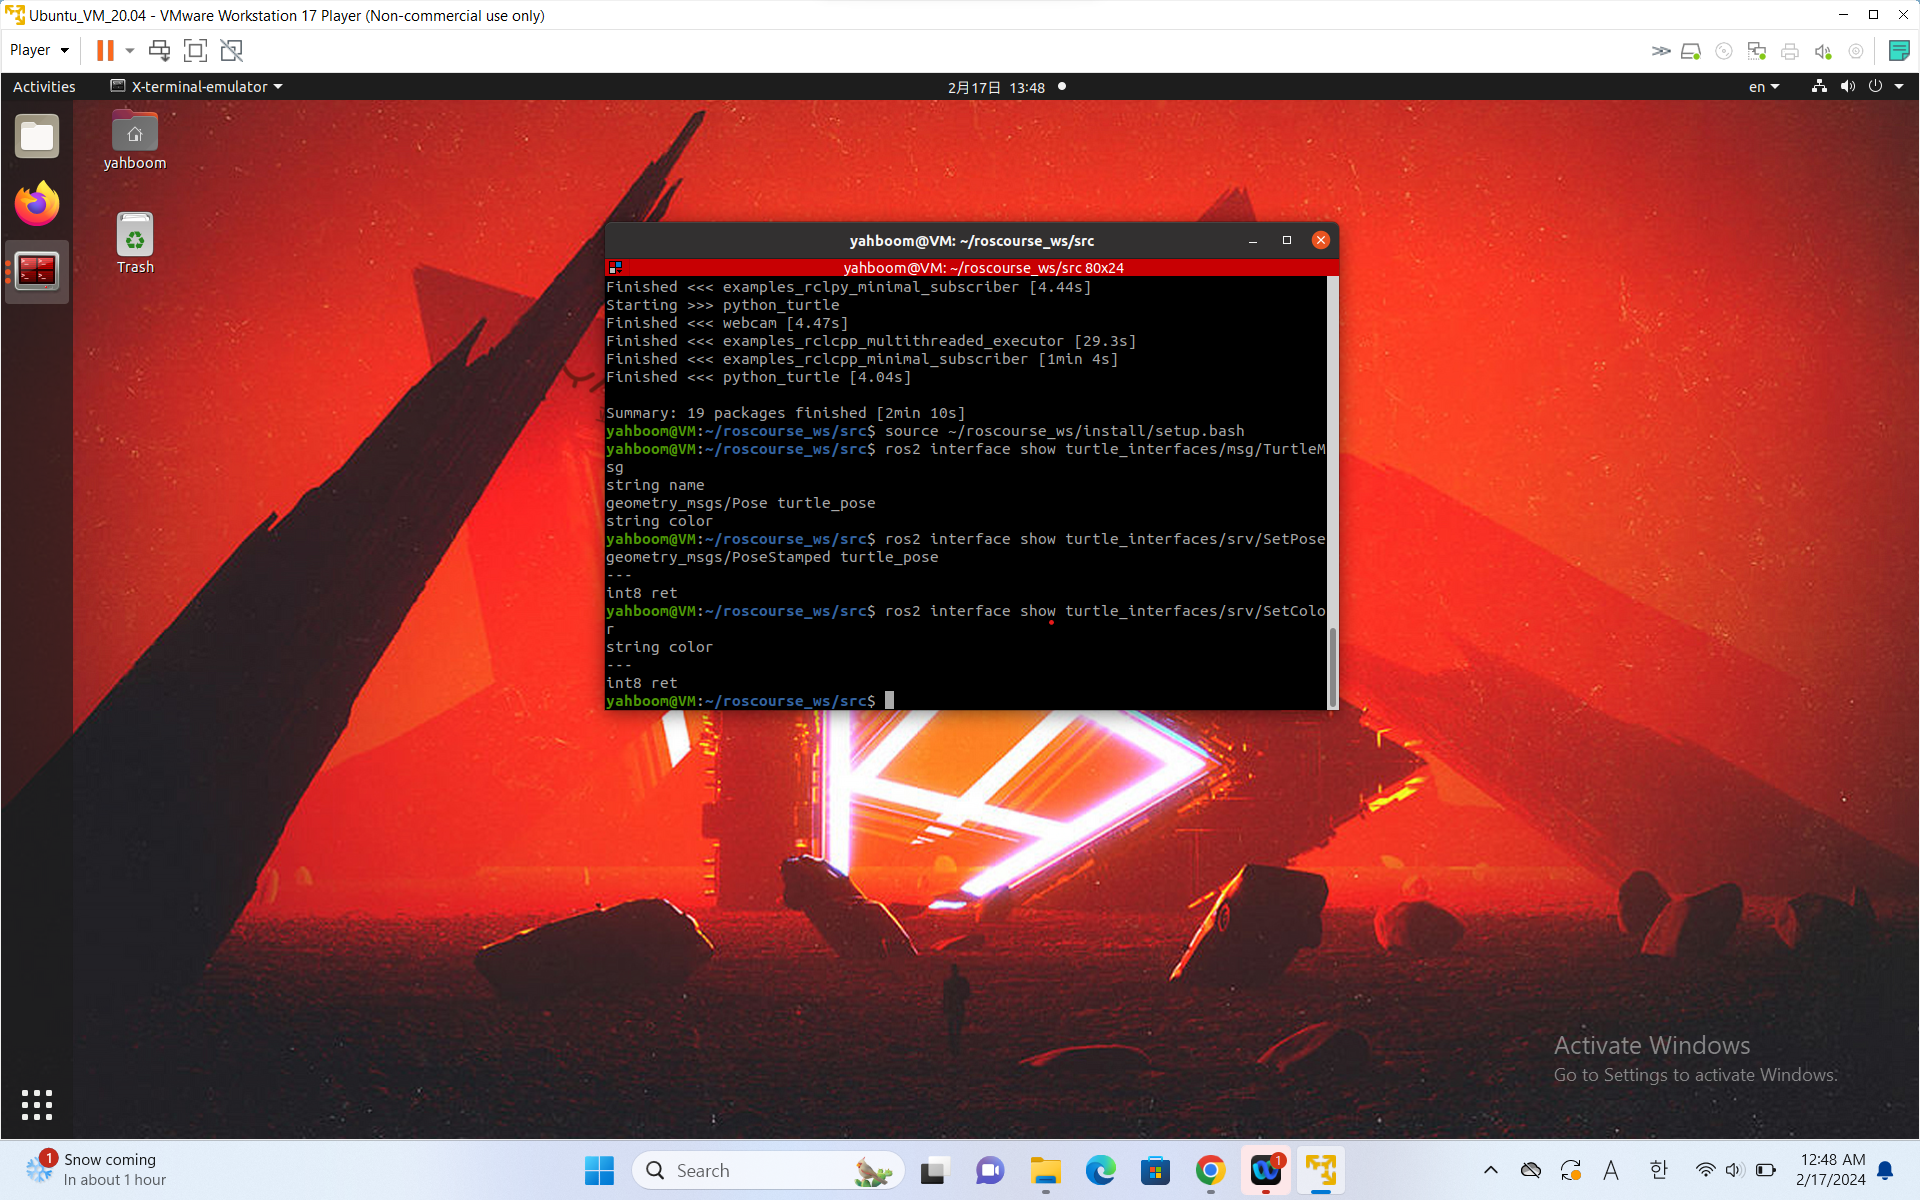 Ubuntu_VM_20.04 - VMware Workstation 17 Player (Non-commercial use only)
Player
Activities
X-terminal-emulator
2月17日 13:48
en
yahboom
Trash
yahboom@VM: ~/roscourse_ws/src
yahboom@VM: ~/roscourse_ws/src 80x24
Finished <<< examples_rclpy_minimal_subscriber [4.44s]
Starting >>> python_turtle
Finished <<< webcam [4.47s]
Finished <<< examples_rclcpp_multithreaded_executor [29.3s]
Finished <<< examples_rclcpp_minimal_subscriber [1min 4s]
Finished <<< python_turtle [4.04s]
Summary: 19 packages finished [2min 10s]
yahboom@VM:~/roscourse_ws/src$ source ~/roscourse_ws/install/setup.bash
yahboom@VM:~/roscourse_ws/src$ ros2 interface show turtle_interfaces/msg/TurtleM
sg
string name
geometry_msgs/Pose turtle_pose
string color
yahboom@VM:~/roscourse_ws/src$ ros2 interface show turtle_interfaces/srv/SetPose
geometry_msgs/PoseStamped turtle_pose
---
int8 ret
yahboom@VM:~/roscourse_ws/src$ ros2 interface show turtle_interfaces/srv/SetColo
r
string color
---
int8 ret
yahboom@VM:~/roscourse_ws/src$
Activate Windows
Go to Settings to activate Windows.
1
Snow coming
In about 1 hour
Search
1
A
한
12:48 AM
2/17/2024